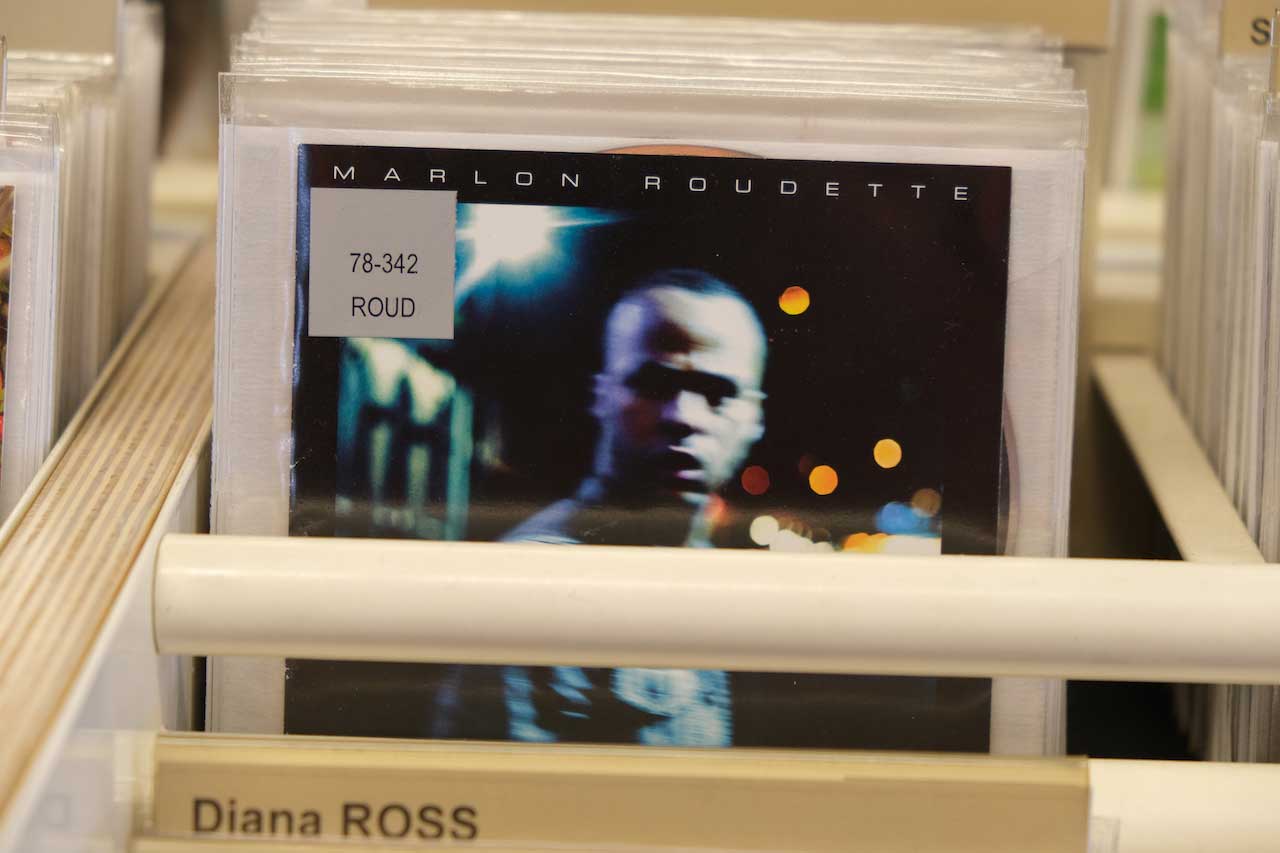 S
MARLON ROUDETTE
78-342
ROUD
Diana ROSS